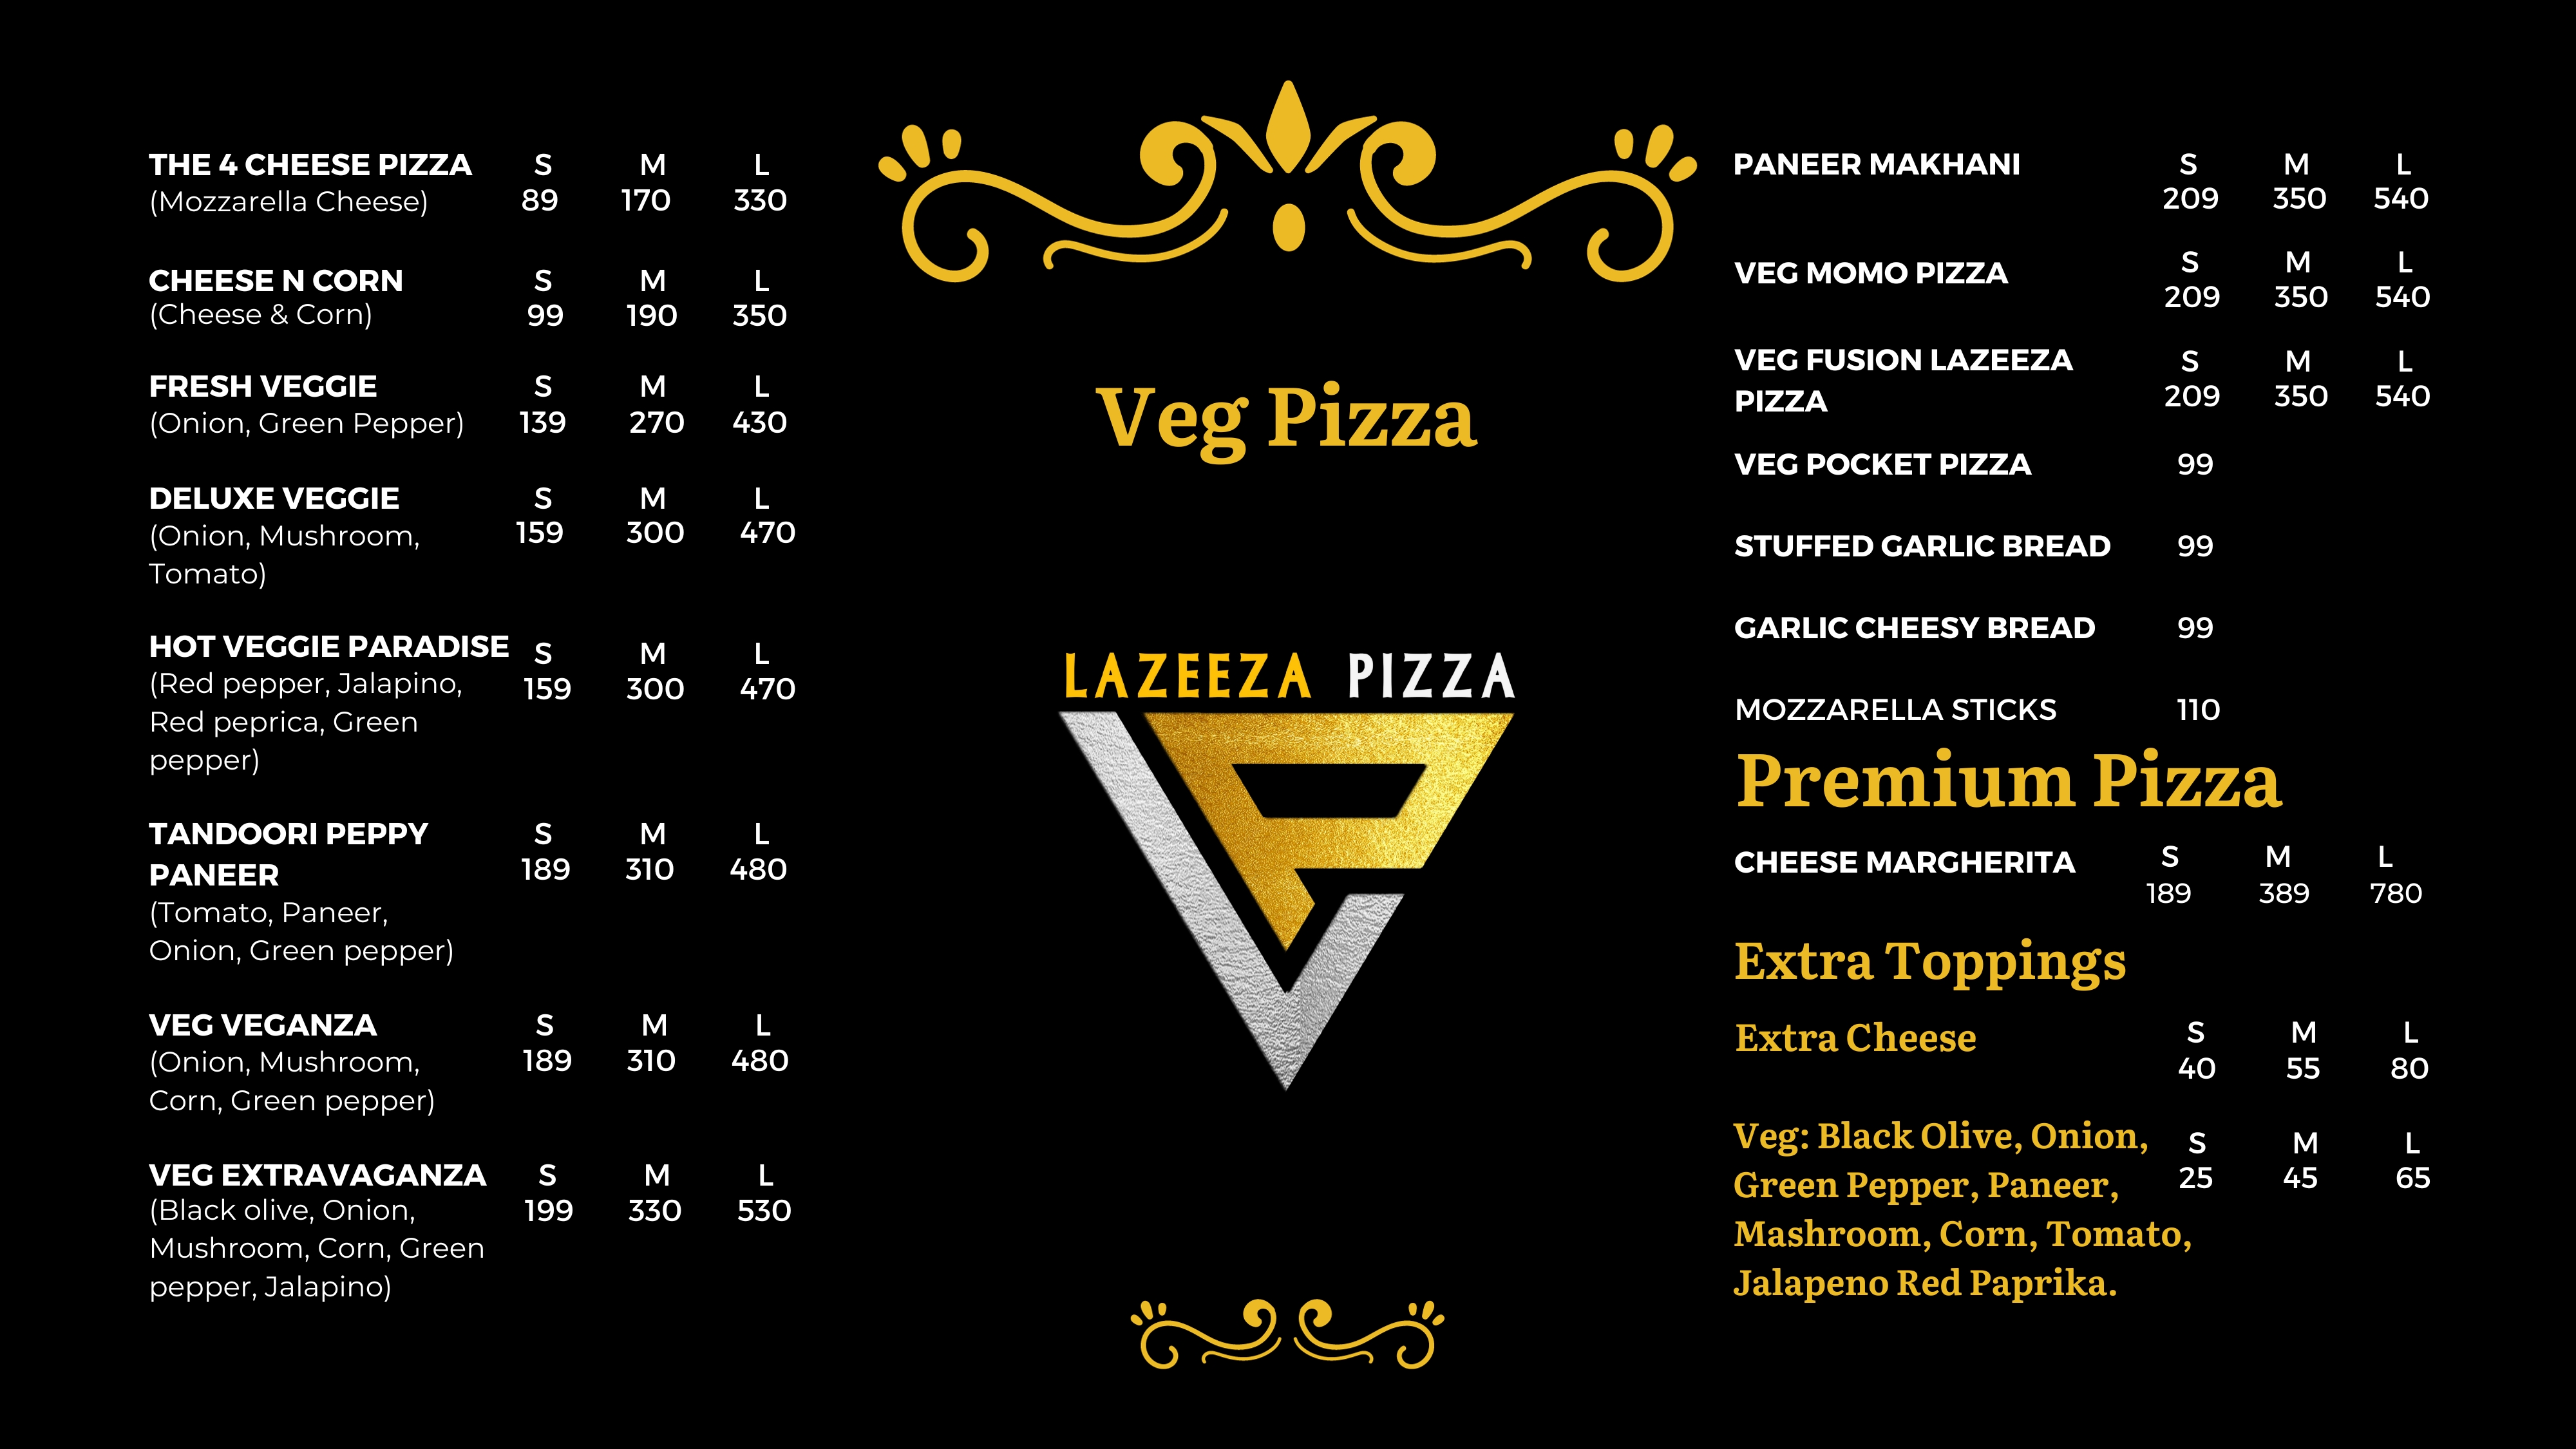 THE 4 CHEESE PIZZA S M L
(Mozzarella Cheese) 89 170 330
CHEESE N CORN S M L
(Cheese & Corn) 99 190 350
FRESH VEGGIE S M L
(Onion, Green Pepper) 139 270 430
DELUXE VEGGIE S M L
(Onion, Mushroom, 159 300 470
Tomato)
HOT VEGGIE PARADISE S M L
(Red pepper, Jalapino, 159 300 470
Red peprica, Green
pepper)
TANDOORI PEPPY S M L
PANEER 189 310 480
(Tomato, Paneer,
Onion, Green pepper)
VEG VEGANZA S M L
(Onion, Mushroom, 189 310 480
Corn, Green pepper)
VEG EXTRAVAGANZA S M L
(Black olive, Onion, 199 330 530
Mushroom, Corn, Green
pepper, Jalapino)
Veg Pizza
LAZEEZA PIZZA
PANEER MAKHANI S M L
209 350 540
VEG MOMO PIZZA S M L
209 350 540
VEG FUSION LAZEEZA S M L
PIZZA 209 350 540
VEG POCKET PIZZA 99
STUFFED GARLIC BREAD 99
GARLIC CHEESY BREAD 99
MOZZARELLA STICKS 110
Premium Pizza
CHEESE MARGHERITA S M L
189 389 780
Extra Toppings
Extra Cheese S M L
40 55 80
Veg: Black Olive, Onion, S M L
Green Pepper, Paneer, 25 45 65
Mashroom, Corn, Tomato,
Jalapeno Red Paprika.